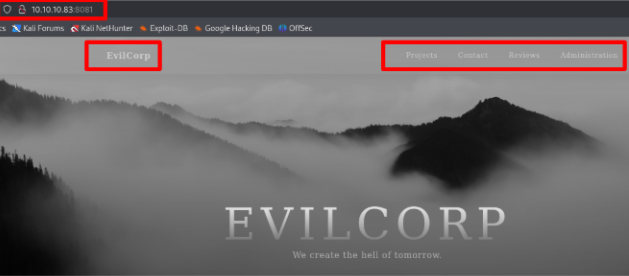 10.10.10.83:8081
Kali Forums Kali NetHunter Exploit-DB Google Hacking DB OffSec
EvilCorp Projects Contact Reviews Administration
EVILCORP
We create the hell of tomorrow.